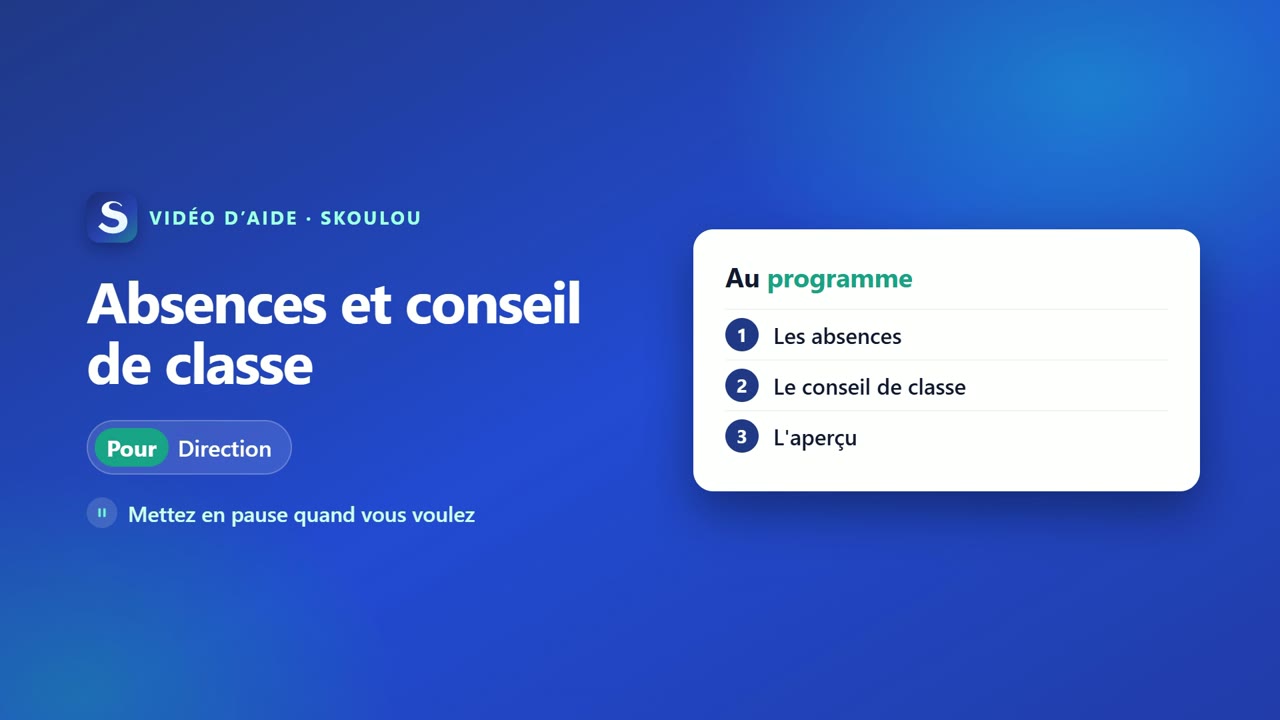 S
VIDÉO D’AIDE · SKOULOU
Absences et conseil
de classe
Pour Direction
Mettez en pause quand vous voulez
Au programme
1 Les absences
2 Le conseil de classe
3 L'aperçu